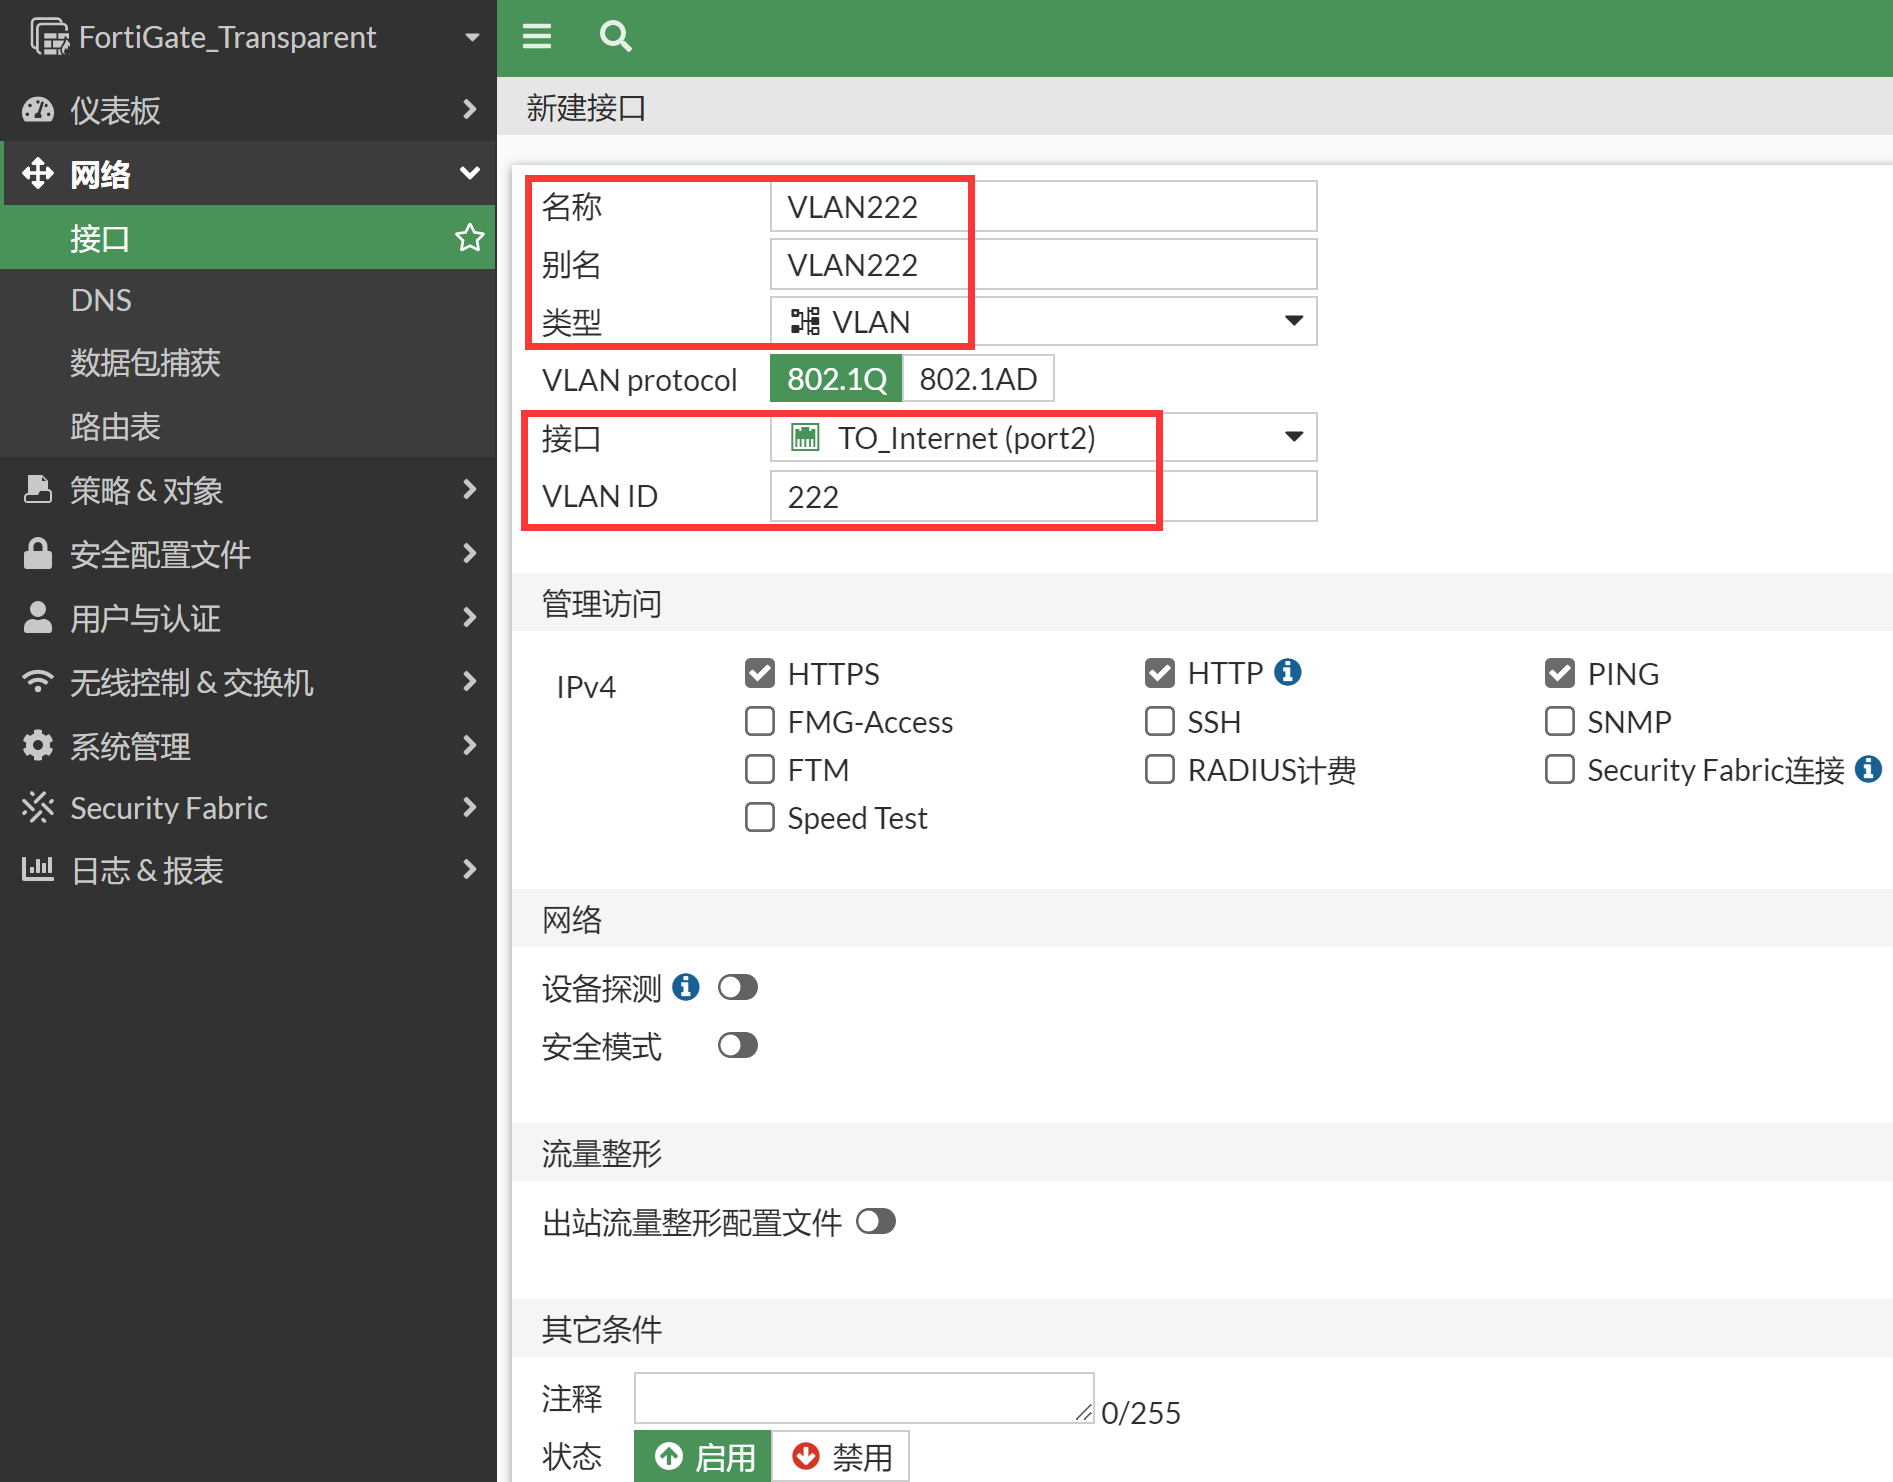 FortiGate_Transparent
仪表板
网络
接口
DNS
数据包捕获
路由表
策略 & 对象
安全配置文件
用户与认证
无线控制 & 交换机
系统管理
Security Fabric
日志 & 报表
新建接口
名称 VLAN222
别名 VLAN222
类型 VLAN
VLAN protocol 802.1Q 802.1AD
接口 TO_Internet (port2)
VLAN ID 222
管理访问
IPv4 HTTPS HTTP PING
FMG-Access SSH SNMP
FTM RADIUS计费 Security Fabric连接
Speed Test
网络
设备探测
安全模式
流量整形
出站流量整形配置文件
其它条件
注释 0/255
状态 启用 禁用